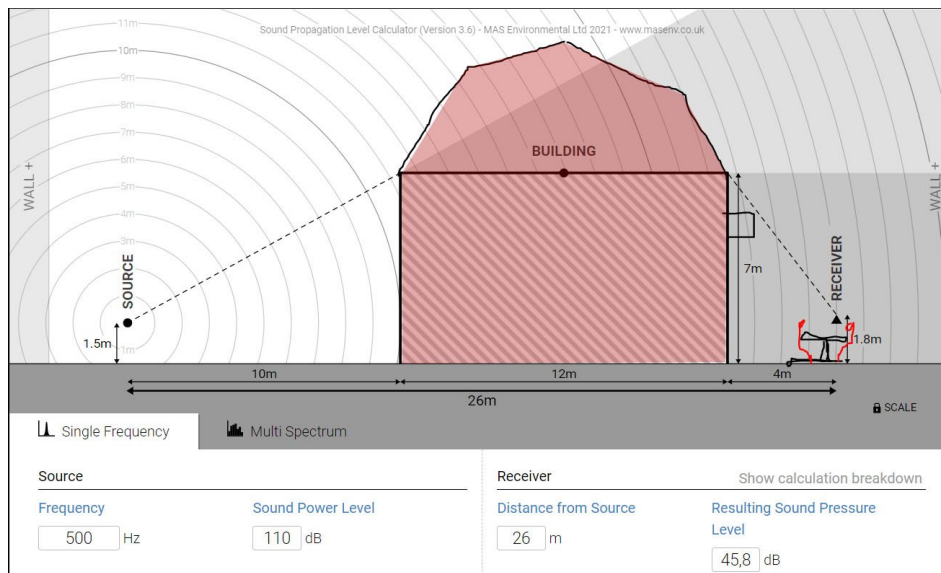 Sound Propagation Level Calculator (Version 3.6) - MAS Environmental Ltd 2021 - www.masenv.co.uk
11m
10m
9m
8m
7m
6m
5m
4m
3m
1m
WALL +
WALL +
BUILDING
SOURCE
RECEIVER
7m
1.5m
1.8m
10m
12m
4m
26m
SCALE
Single Frequency
Multi Spectrum
Source
Receiver
Show calculation breakdown
Frequency
Sound Power Level
Distance from Source
Resulting Sound Pressure
Level
500 Hz
110 dB
26 m
45,8 dB